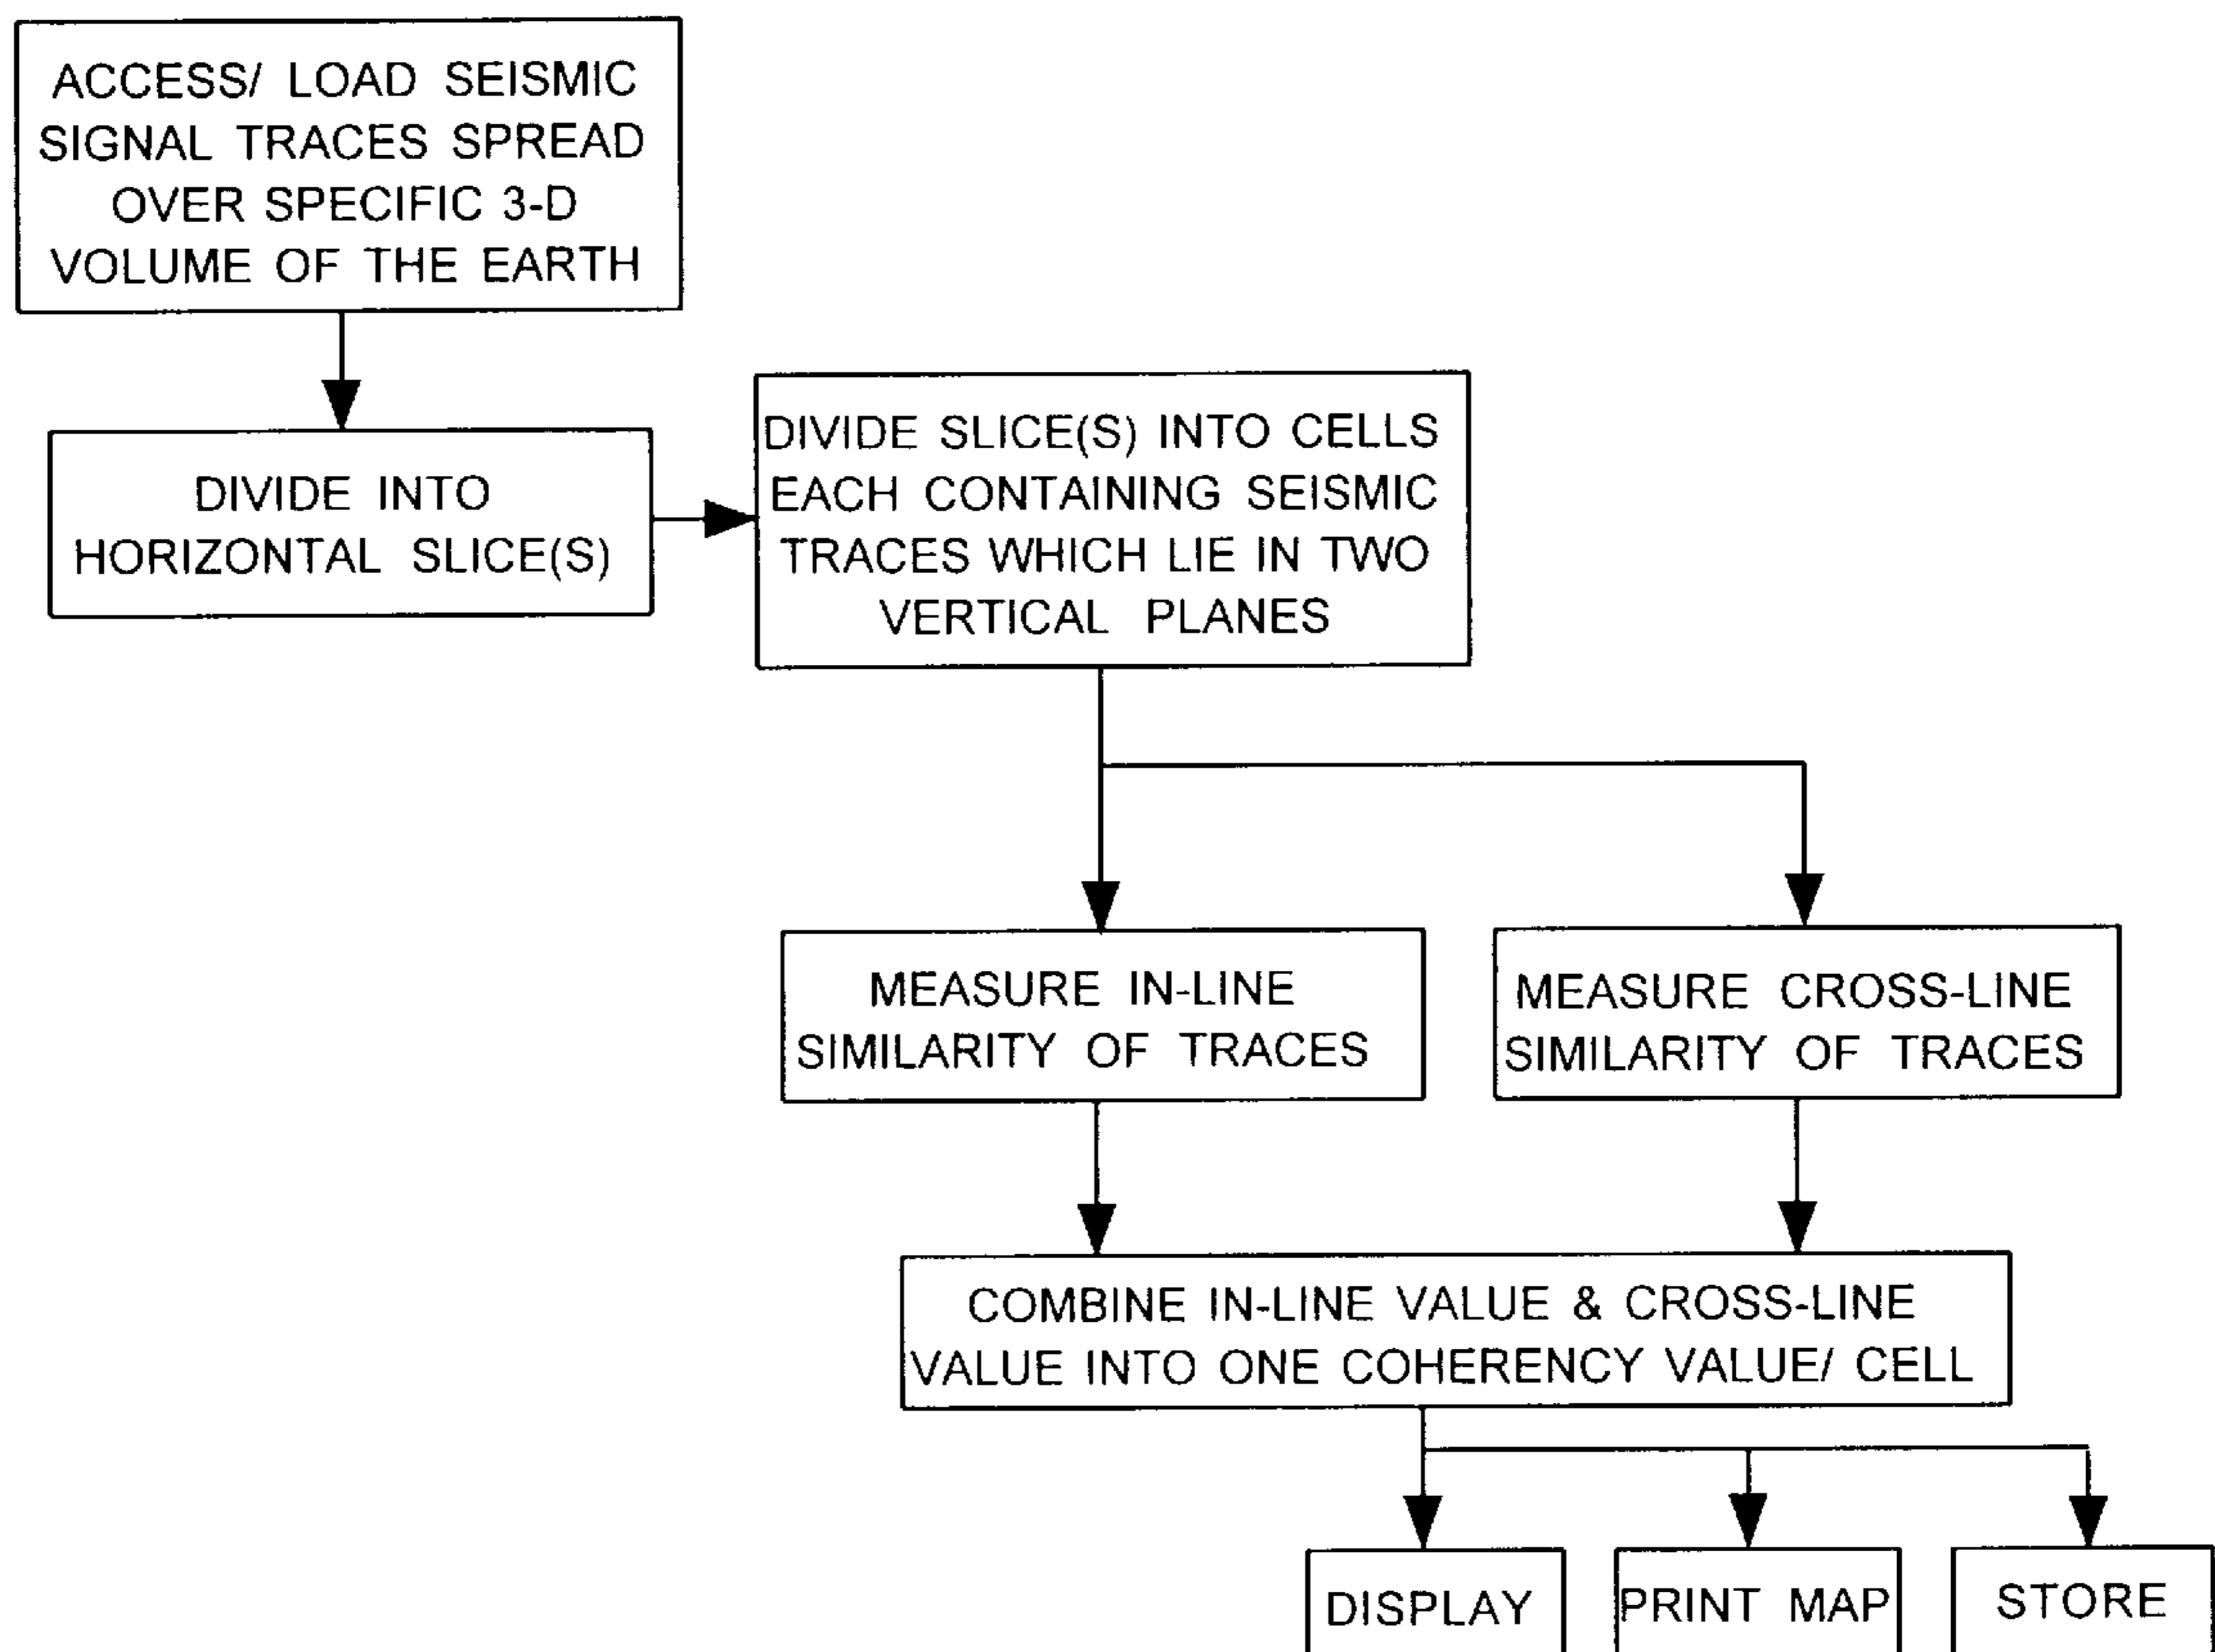 ACCESS/ LOAD SEISMIC
SIGNAL TRACES SPREAD
OVER SPECIFIC 3-D
VOLUME OF THE EARTH
DIVIDE INTO
HORIZONTAL SLICE(S)
DIVIDE SLICE(S) INTO CELLS
EACH CONTAINING SEISMIC
TRACES WHICH LIE IN TWO
VERTICAL PLANES
MEASURE IN-LINE
SIMILARITY OF TRACES
MEASURE CROSS-LINE
SIMILARITY OF TRACES
COMBINE IN-LINE VALUE & CROSS-LINE
VALUE INTO ONE COHERENCY VALUE/ CELL
DISPLAY
PRINT MAP
STORE